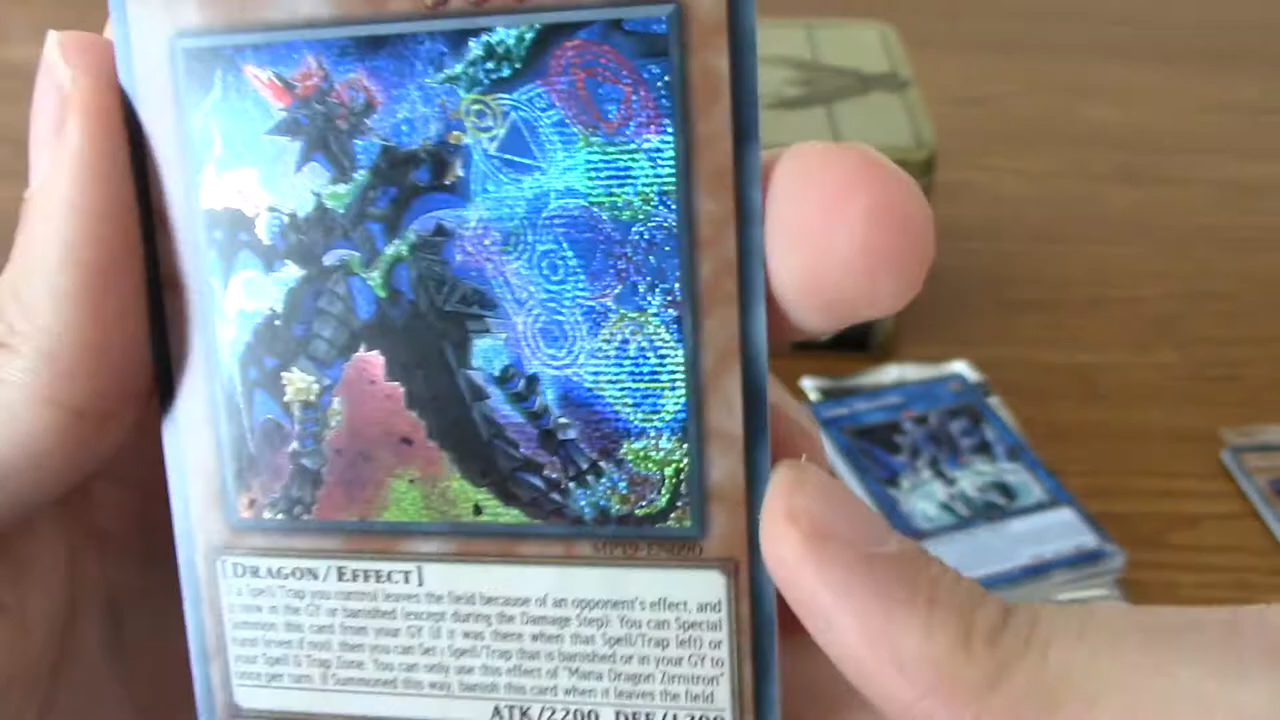 MP19-EN090
[DRAGON/EFFECT]
a Spell/Trap you control leaves the field because of an opponent's effect, and
is now in the GY or banished (except during the Damage Step): You can Special
Summon this card from your GY (if it was there when that Spell/Trap left) or
hand (even if not), then you can Set 1 Spell/Trap that is banished or in your GY to
your Spell & Trap Zone. You can only use this effect of "Mana Dragon Zirnitron"
once per turn. If Summoned this way, banish this card when it leaves the field.
ATK/2200 DEF/1200